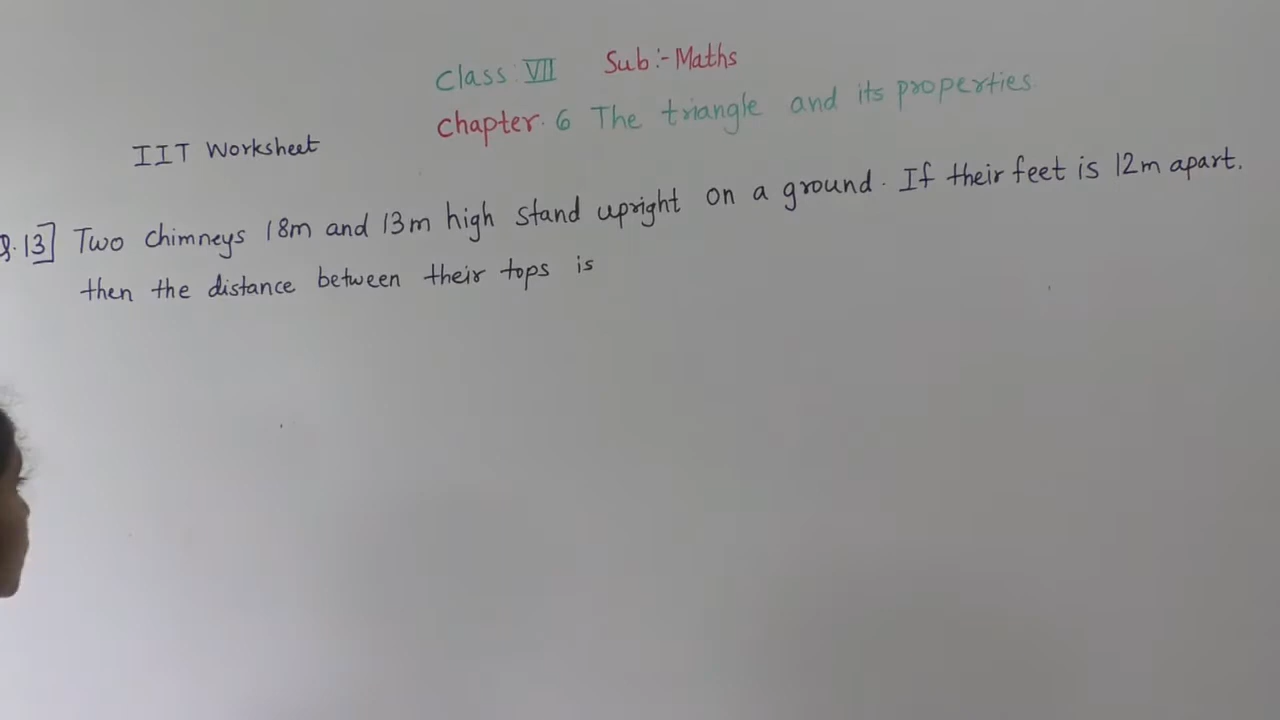 Class: VII Sub:- Maths
Chapter. 6 The triangle and its properties
IIT Worksheet
Q.13] Two chimneys 18m and 13m high stand upright on a ground. If their feet is 12m apart.
then the distance between their tops is